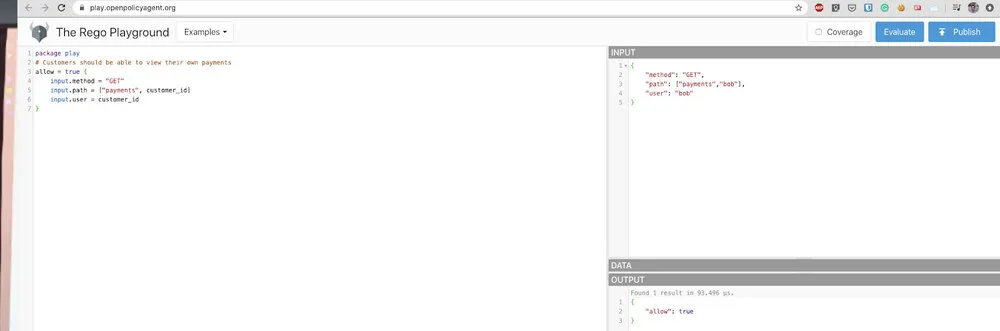 play.openpolicyagent.org
The Rego Playground
Examples
Coverage
Evaluate
Publish
1 package play
2 # Customers should be able to view their own payments
3 allow = true {
4 input.method = "GET"
5 input.path = ["payments", customer_id]
6 input.user = customer_id
7 }
INPUT
1 {
2 "method": "GET",
3 "path": ["payments","bob"],
4 "user": "bob"
5 }
DATA
OUTPUT
Found 1 result in 93.496 µs.
1 {
2 "allow": true
3 }